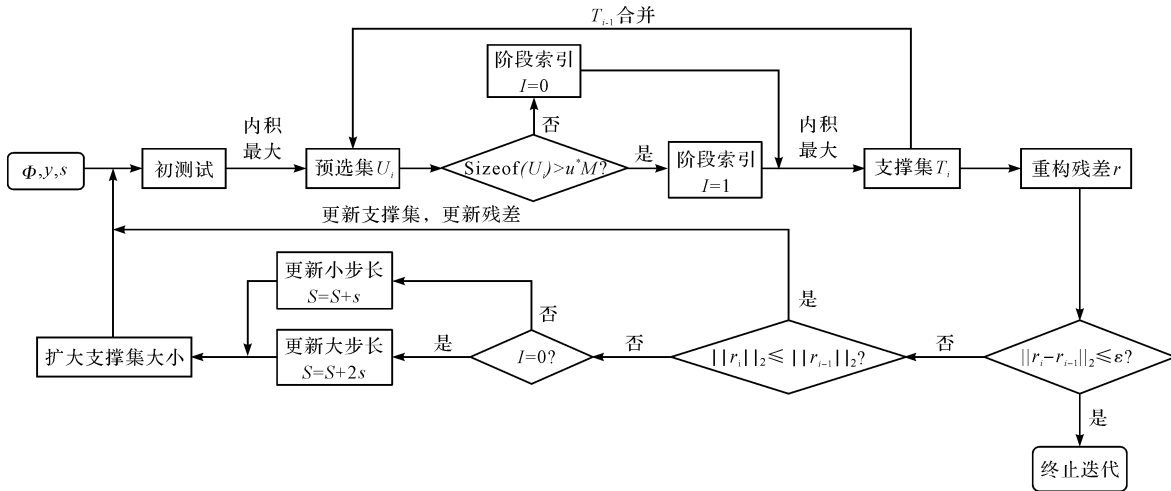 T_{i-1}合并
阶段索引
I=0
内积
最大
否
内积
最大
Φ,y,s
初测试
预选集U_i
Sizeof(U_i)>u*M?
是
阶段索引
I=1
支撑集T_i
重构残差r
更新支撑集，更新残差
更新小步长
S=S+s
否
是
扩大支撑集大小
更新大步长
S=S+2s
是
I=0?
否
||r_i||_2≤||r_{i-1}||_2?
否
||r_i-r_{i-1}||_2≤ε?
是
终止迭代